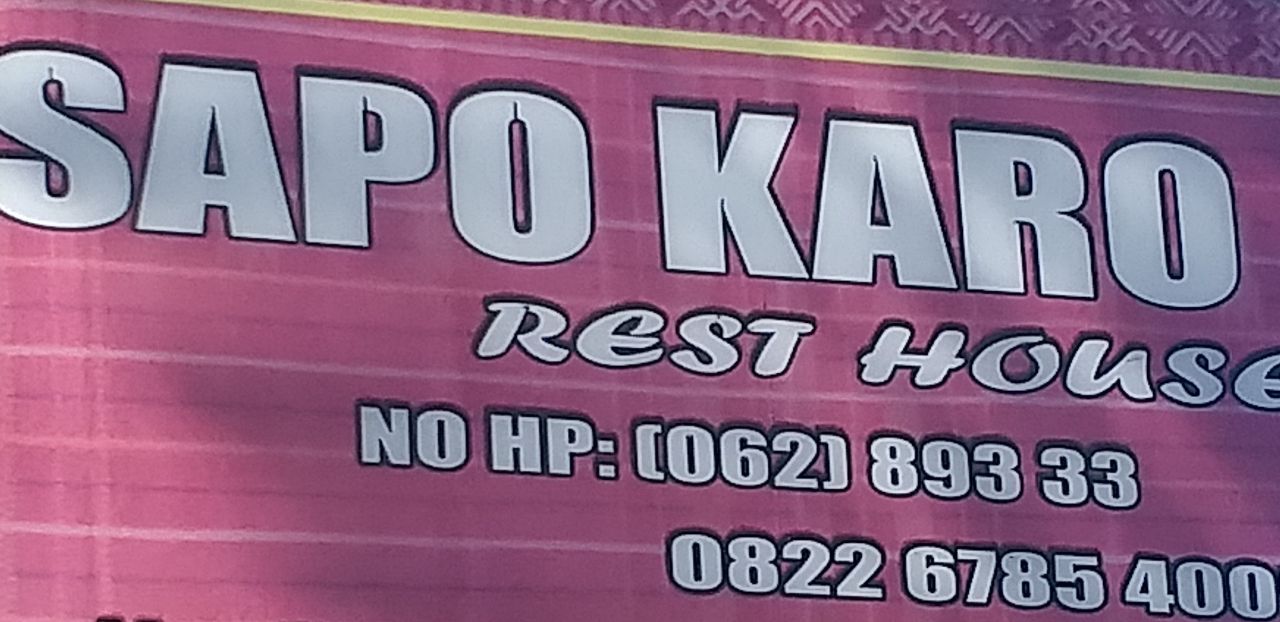 SAPO KARO
REST HOUSE
NO HP: (062) 893 33
0822 6785 400